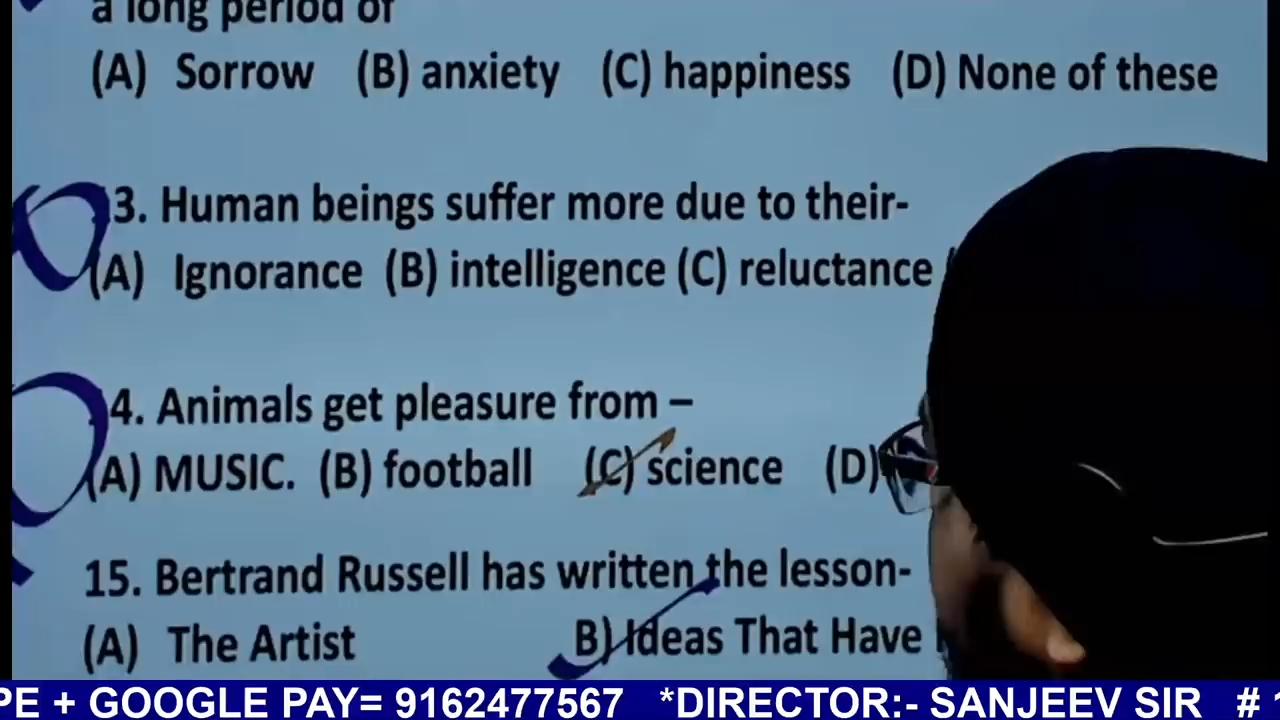 a long period of
(A) Sorrow (B) anxiety (C) happiness (D) None of these
3. Human beings suffer more due to their-
(A) Ignorance (B) intelligence (C) reluctance
4. Animals get pleasure from –
(A) MUSIC. (B) football (C) science (D)
15. Bertrand Russell has written the lesson-
(A) The Artist B) Ideas That Have
PE + GOOGLE PAY= 9162477567 *DIRECTOR:- SANJEEV SIR #